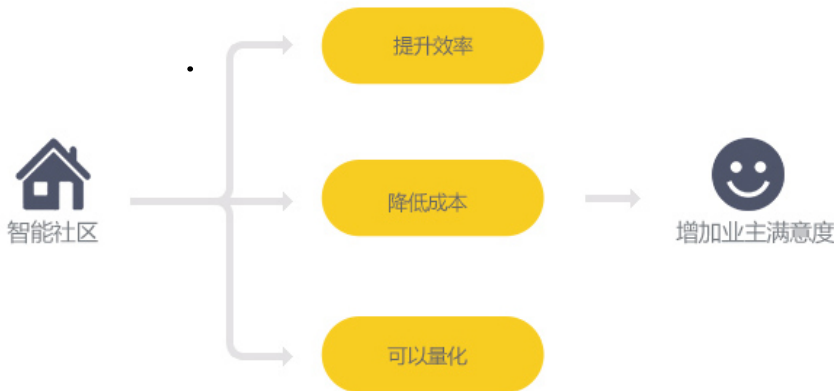 提升效率
智能社区
降低成本
增加业主满意度
可以量化